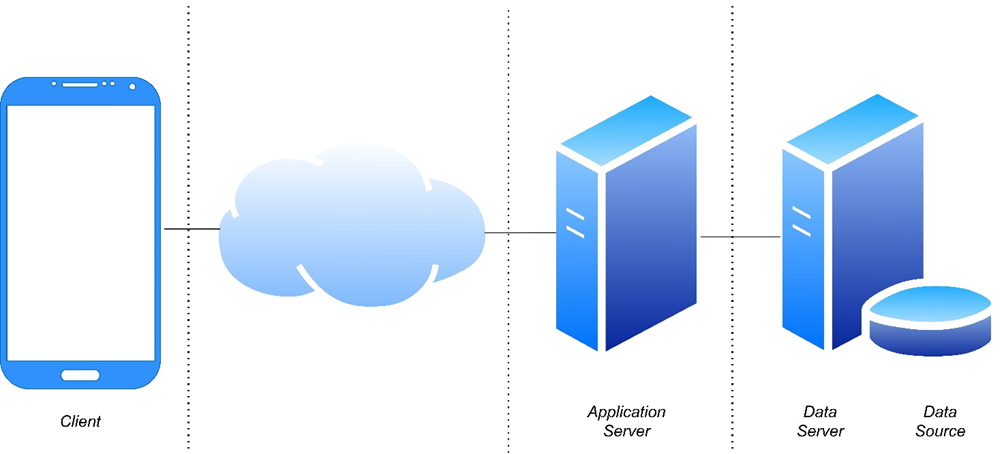 Client
Application
Server
Data
Server
Data
Source